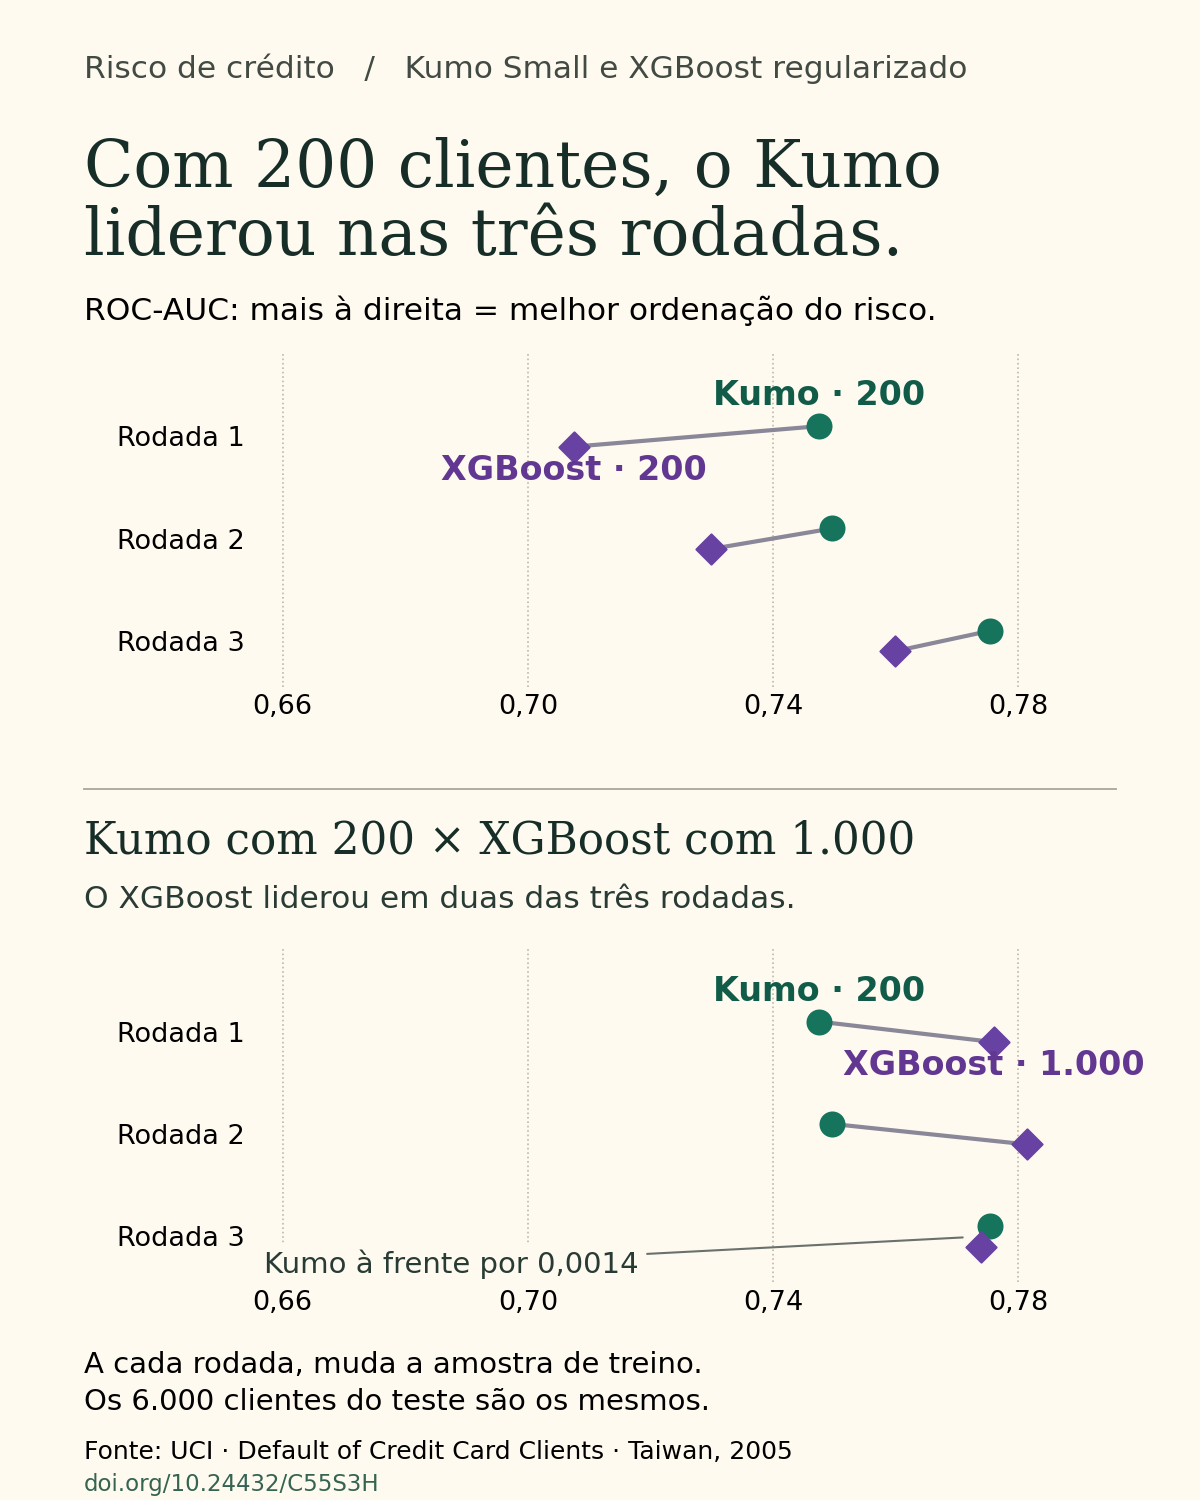 Risco de crédito / Kumo Small e XGBoost regularizado
Com 200 clientes, o Kumo
liderou nas três rodadas.
ROC-AUC: mais à direita = melhor ordenação do risco.
Kumo · 200
Rodada 1
XGBoost · 200
Rodada 2
Rodada 3
0,66 0,70 0,74 0,78
Kumo com 200 × XGBoost com 1.000
O XGBoost liderou em duas das três rodadas.
Kumo · 200
Rodada 1
XGBoost · 1.000
Rodada 2
Rodada 3
Kumo à frente por 0,0014
0,66 0,70 0,74 0,78
A cada rodada, muda a amostra de treino.
Os 6.000 clientes do teste são os mesmos.
Fonte: UCI · Default of Credit Card Clients · Taiwan, 2005
doi.org/10.24432/C55S3H